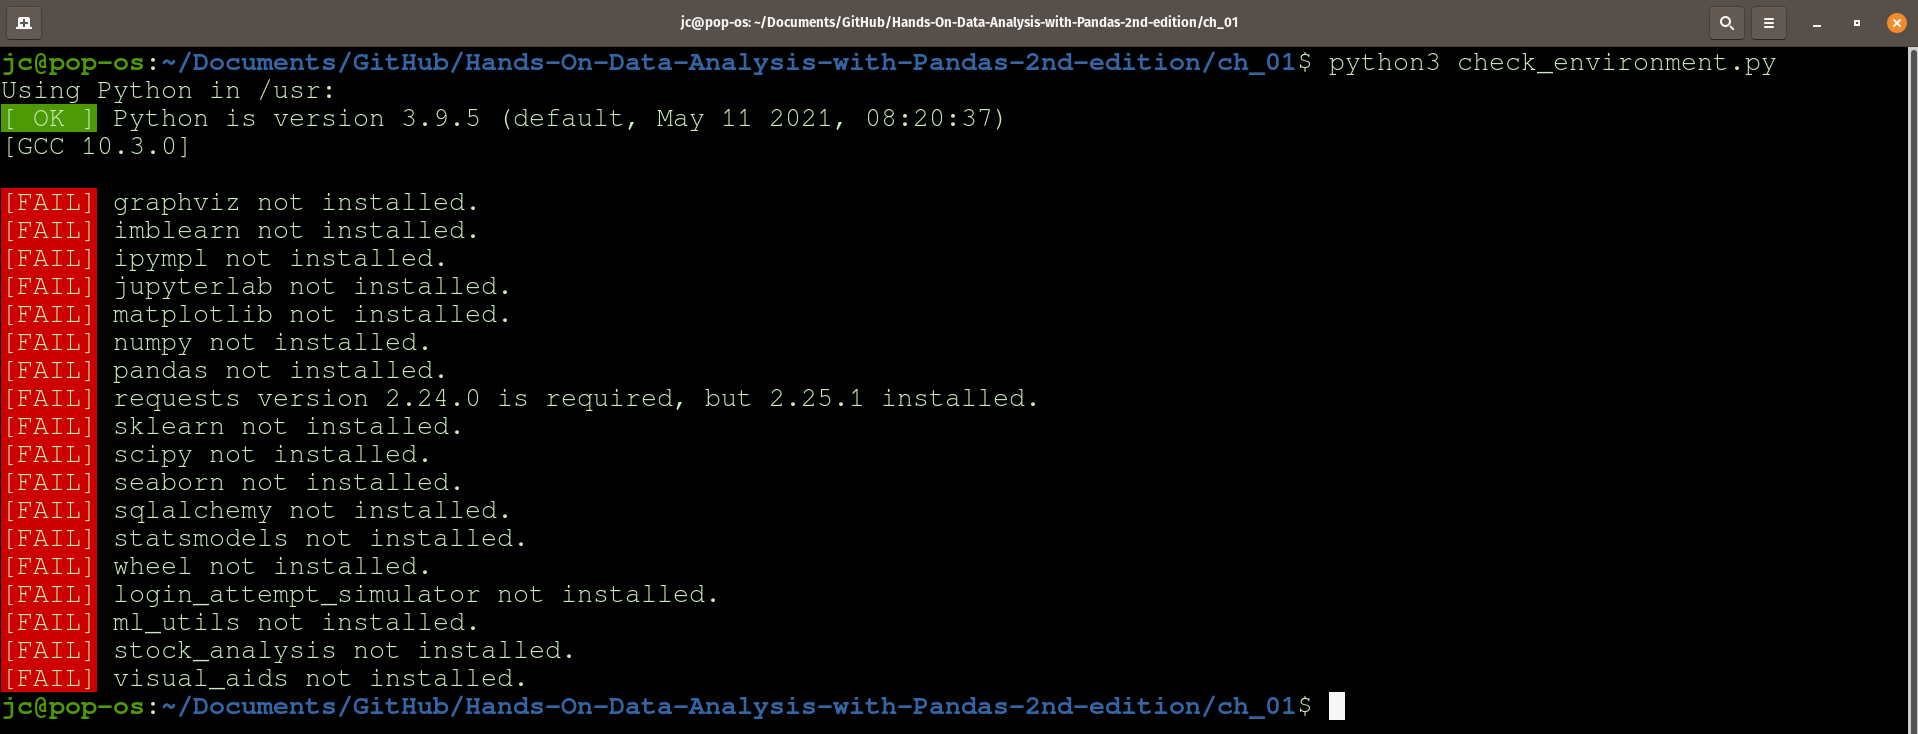 jc@pop-os: ~/Documents/GitHub/Hands-On-Data-Analysis-with-Pandas-2nd-edition/ch_01
jc@pop-os:~/Documents/GitHub/Hands-On-Data-Analysis-with-Pandas-2nd-edition/ch_01$ python3 check_environment.py
Using Python in /usr:
[ OK ] Python is version 3.9.5 (default, May 11 2021, 08:20:37)
[GCC 10.3.0]
[FAIL] graphviz not installed.
[FAIL] imblearn not installed.
[FAIL] ipympl not installed.
[FAIL] jupyterlab not installed.
[FAIL] matplotlib not installed.
[FAIL] numpy not installed.
[FAIL] pandas not installed.
[FAIL] requests version 2.24.0 is required, but 2.25.1 installed.
[FAIL] sklearn not installed.
[FAIL] scipy not installed.
[FAIL] seaborn not installed.
[FAIL] sqlalchemy not installed.
[FAIL] statsmodels not installed.
[FAIL] wheel not installed.
[FAIL] login_attempt_simulator not installed.
[FAIL] ml_utils not installed.
[FAIL] stock_analysis not installed.
[FAIL] visual_aids not installed.
jc@pop-os:~/Documents/GitHub/Hands-On-Data-Analysis-with-Pandas-2nd-edition/ch_01$